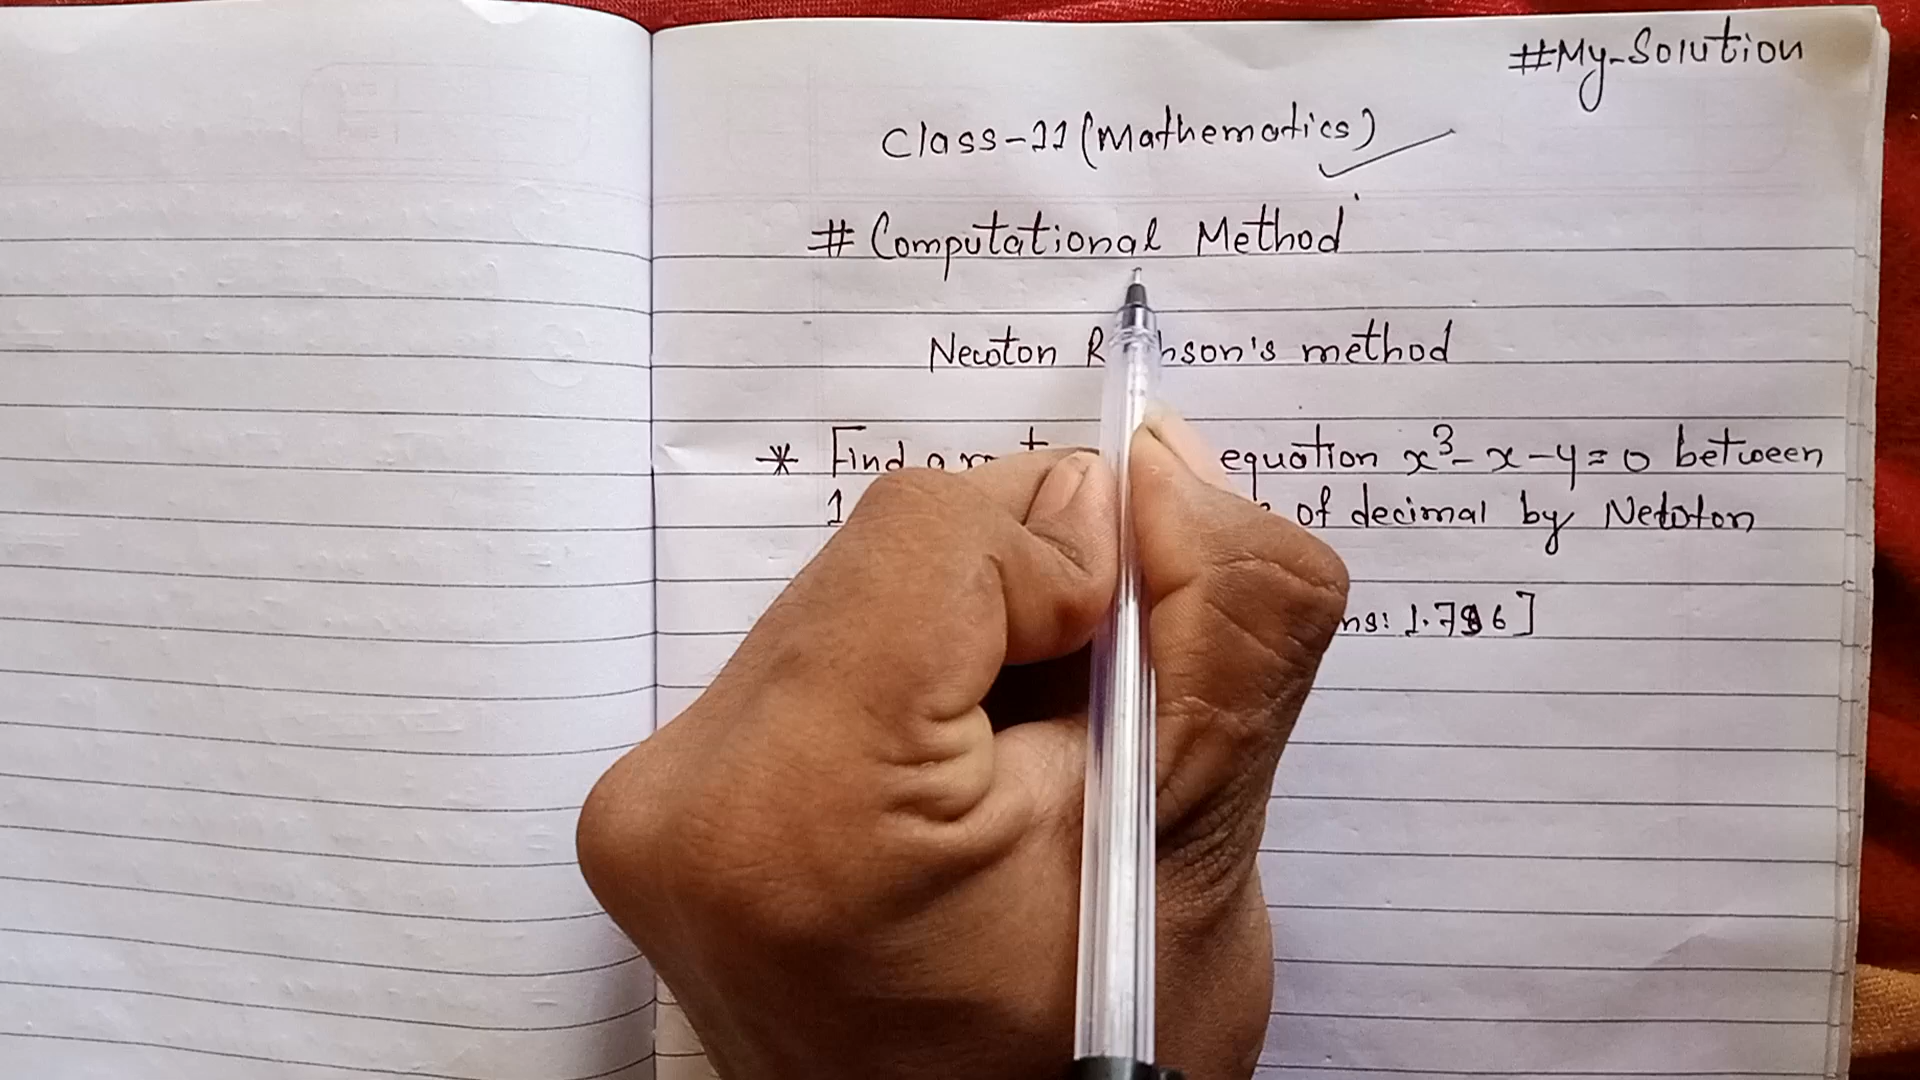 #My-Solution
Class-11(Mathematics)
# Computational Method
Newton R hson's method
* Find a equation x³-x-4=0 between
1 of decimal by Newton
ns: 1.796]